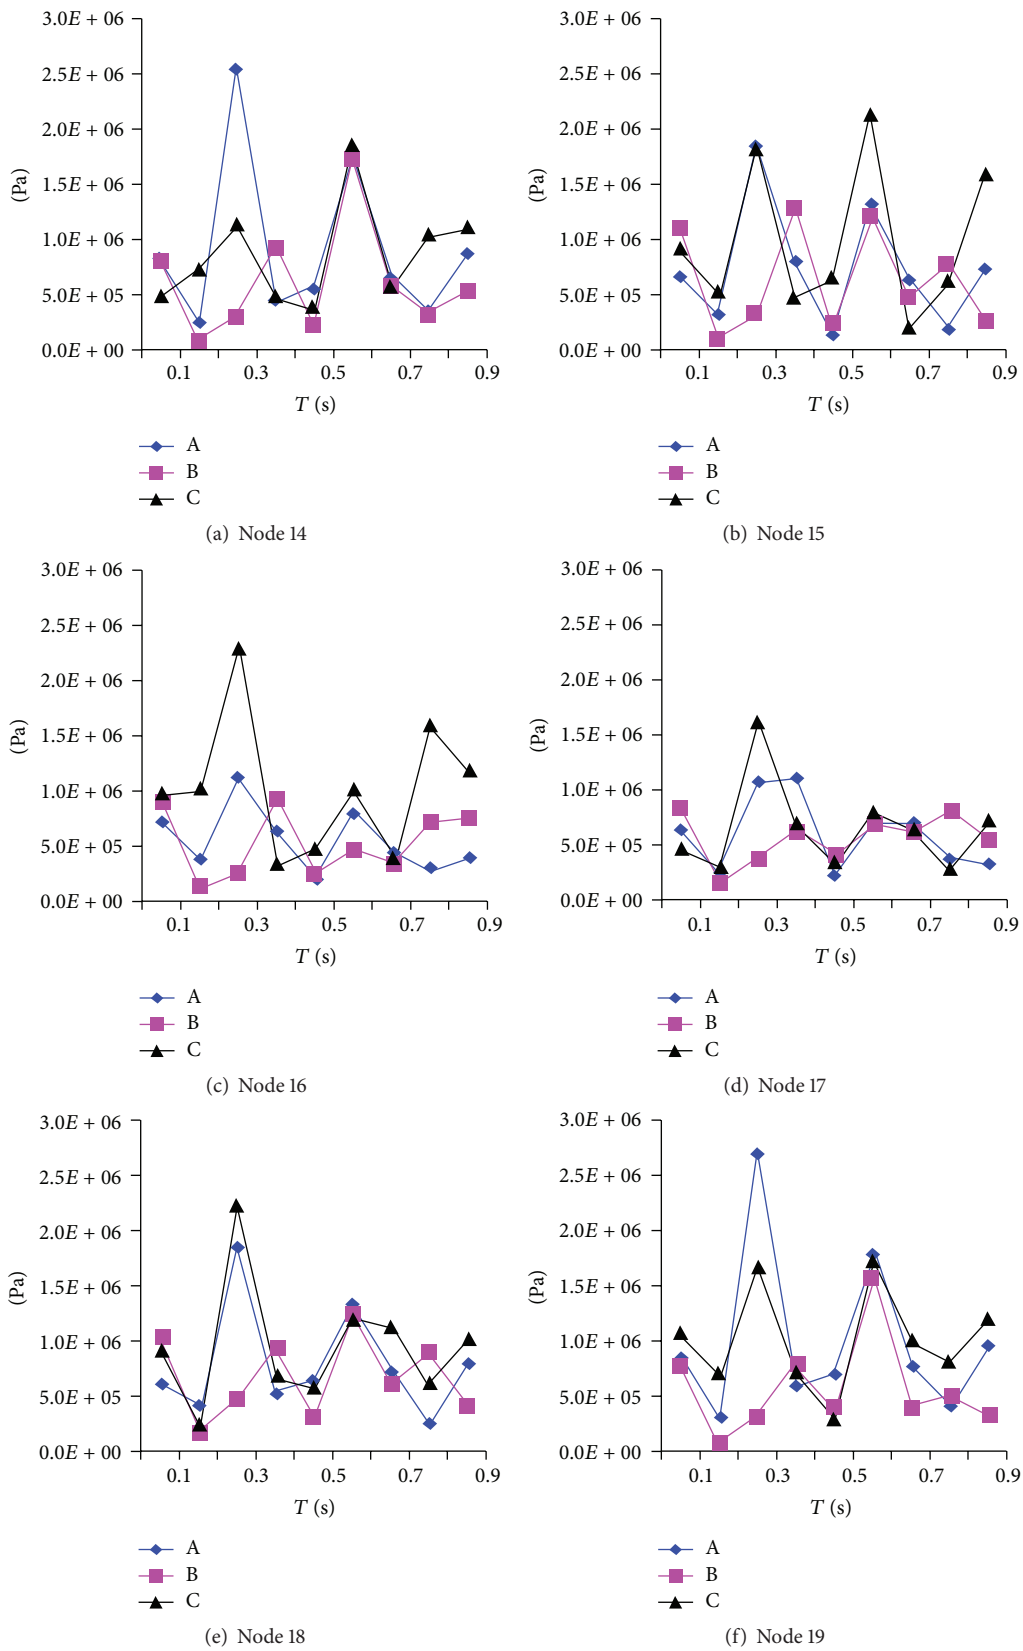 3.0E + 06
2.5E + 06
2.0E + 06
1.5E + 06
1.0E + 06
5.0E + 05
0.0E + 00
(Pa)
0.1 0.3 0.5 0.7 0.9
T (s)
A
B
C
(a) Node 14
3.0E + 06
2.5E + 06
2.0E + 06
1.5E + 06
1.0E + 06
5.0E + 05
0.0E + 00
(Pa)
0.1 0.3 0.5 0.7 0.9
T (s)
A
B
C
(b) Node 15
3.0E + 06
2.5E + 06
2.0E + 06
1.5E + 06
1.0E + 06
5.0E + 05
0.0E + 00
(Pa)
0.1 0.3 0.5 0.7 0.9
T (s)
A
B
C
(c) Node 16
3.0E + 06
2.5E + 06
2.0E + 06
1.5E + 06
1.0E + 06
5.0E + 05
0.0E + 00
(Pa)
0.1 0.3 0.5 0.7 0.9
T (s)
A
B
C
(d) Node 17
3.0E + 06
2.5E + 06
2.0E + 06
1.5E + 06
1.0E + 06
5.0E + 05
0.0E + 00
(Pa)
0.1 0.3 0.5 0.7 0.9
T (s)
A
B
C
(e) Node 18
3.0E + 06
2.5E + 06
2.0E + 06
1.5E + 06
1.0E + 06
5.0E + 05
0.0E + 00
(Pa)
0.1 0.3 0.5 0.7 0.9
T (s)
A
B
C
(f) Node 19